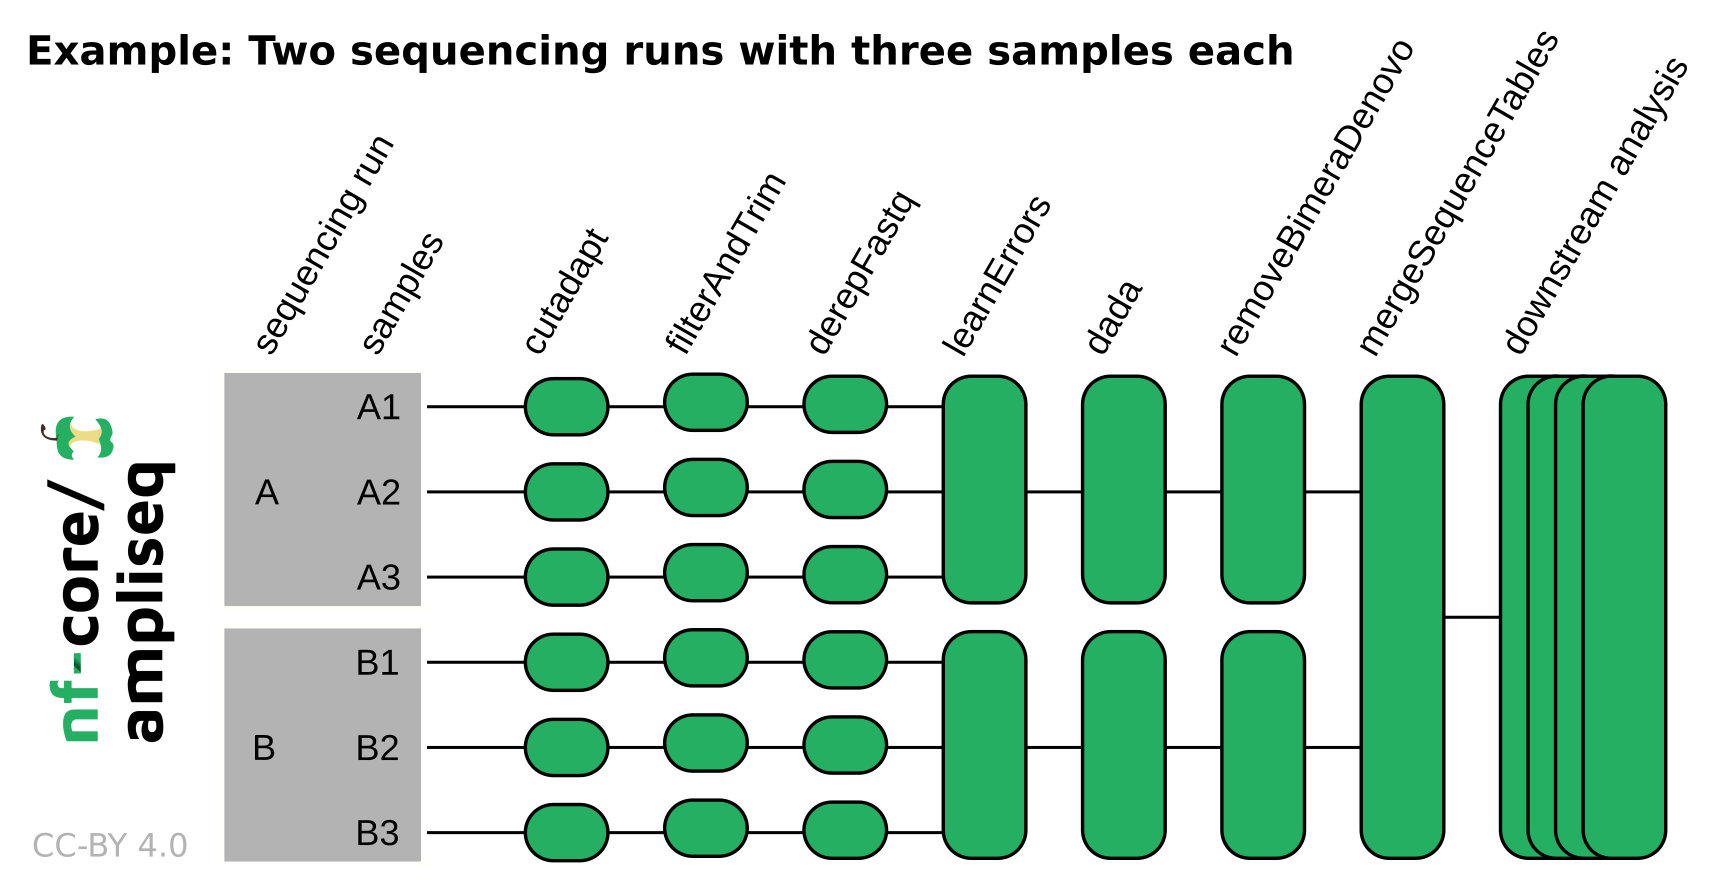 Example: Two sequencing runs with three samples each
sequencing run
samples
cutadapt
filterAndTrim
derepFastq
learnErrors
dada
removeBimeraDenovo
mergeSequenceTables
downstream analysis
nf-core/
ampliseq
A
A1
A2
A3
B
B1
B2
B3
CC-BY 4.0